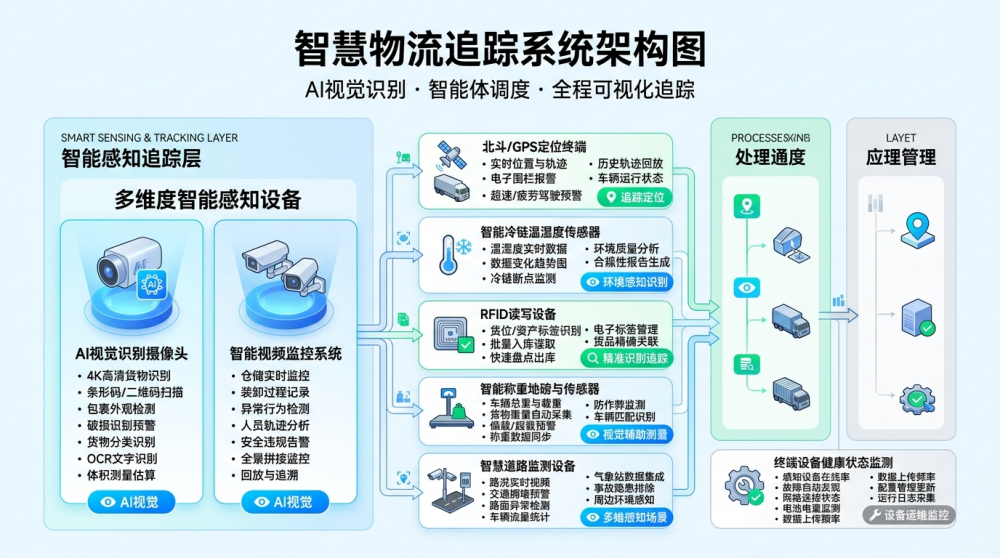 智慧物流追踪系统架构图
AI视觉识别 · 智能体调度 · 全程可视化追踪
SMART SENSING & TRACKING LAYER
智能感知追踪层
多维度智能感知设备
AI视觉识别摄像头
• 4K高清货物识别
• 条形码/二维码扫描
• 包裹外观检测
• 破损识别预警
• 货物分类识别
• OCR文字识别
• 体积测量估算
AI视觉
智能视频监控系统
• 仓储实时监控
• 装卸过程记录
• 异常行为检测
• 人员轨迹分析
• 安全违规告警
• 全景拼接监控
• 回放与追溯
AI视觉
北斗/GPS定位终端
• 实时位置与轨迹
• 电子围栏报警
• 超速/疲劳驾驶预警
• 历史轨迹回放
• 车辆运行状态
追踪定位
智能冷链温湿度传感器
• 温湿度实时数据
• 数据变化趋势图
• 冷链断点监测
• 环境质量分析
• 合规性报告生成
环境感知识别
RFID读写设备
• 货位/资产标签识别
• 批量入库读取
• 快速盘点出库
• 电子标签管理
• 货品精确关联
精准识别追踪
智能称重地磅与传感器
• 车辆总重与载重
• 货物重量自动采集
• 偏载/超载预警
• 称重数据同步
• 防作弊监测
• 车辆匹配识别
视觉辅助测量
智慧道路监测设备
• 路况实时视频
• 交通拥堵预警
• 路面异常检测
• 车辆流量统计
• 气象站数据集成
• 事故隐患排除
• 周边环境感知
多维感知场景
处理通度
LAYET
应理管理
终端设备健康状态监测
• 感知设备在线率
• 故障自动发现
• 网络连接状态
• 电池电量监测
• 数据上传频率
• 数据上传频率
• 配置管理更新
• 运行日志采集
设备运维监控